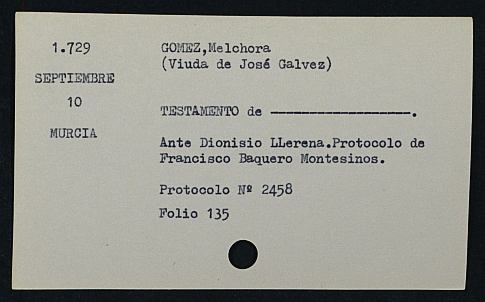 1.729
SEPTIEMBRE
10
MURCIA
GOMEZ,Melchora
(Viuda de José Galvez)
TESTAMENTO de ------------------.
Ante Dionisio LLerena.Protocolo de
Francisco Baquero Montesinos.
Protocolo Nº 2458
Folio 135